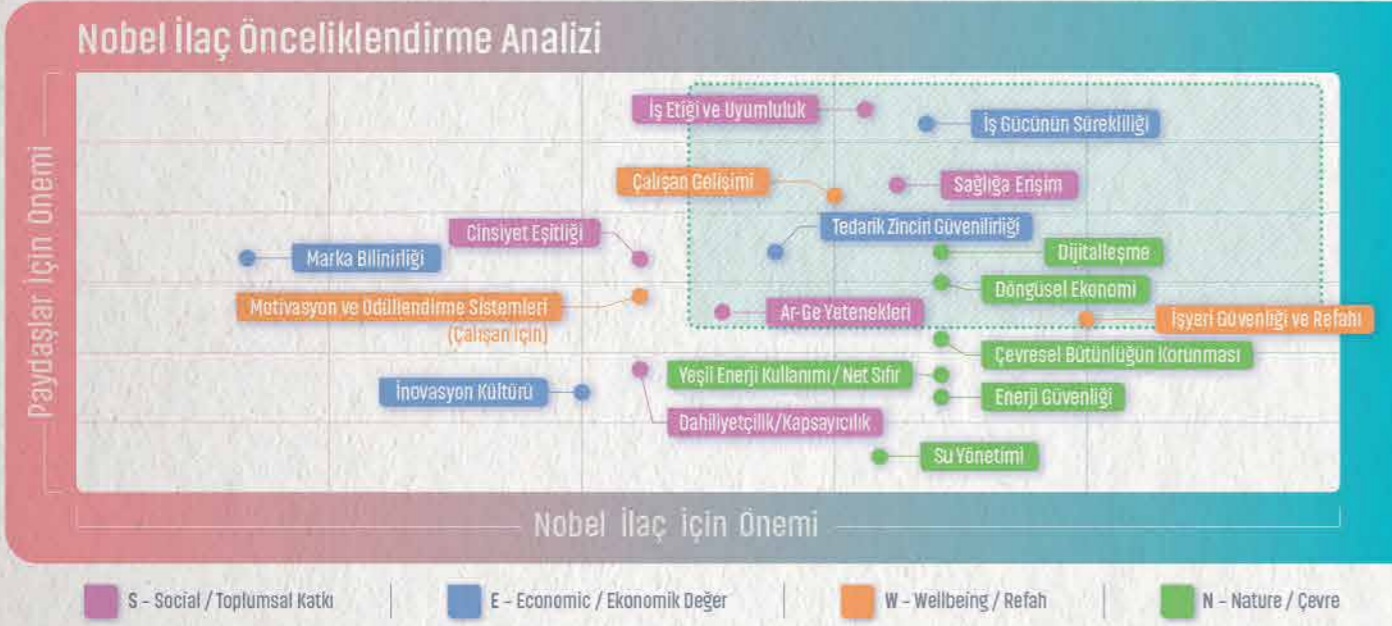 Nobel İlaç Önceliklendirme Analizi
Paydaşlar İçin Önemi
İş Etiği ve Uyumluluk
İş Gücünün Sürekliliği
Çalışan Gelişimi
Sağlığa Erişim
Cinsiyet Eşitliği
Tedarik Zinciri Güvenilirliği
Marka Bilinirliği
Dijitalleşme
Döngüsel Ekonomi
Motivasyon ve Ödüllendirme Sistemleri
(Çalışan İçin)
Ar-Ge Yetenekleri
İşyeri Güvenliği ve Refahı
Çevresel Bütünlüğün Korunması
Yeşil Enerji Kullanımı / Net Sıfır
İnovasyon Kültürü
Enerji Güvenliği
Dahiliyetçilik/Kapsayıcılık
Su Yönetimi
Nobel İlaç İçin Önemi
S - Social / Toplumsal Katkı
E - Economic / Ekonomik Değer
W - Wellbeing / Refah
N - Nature / Çevre